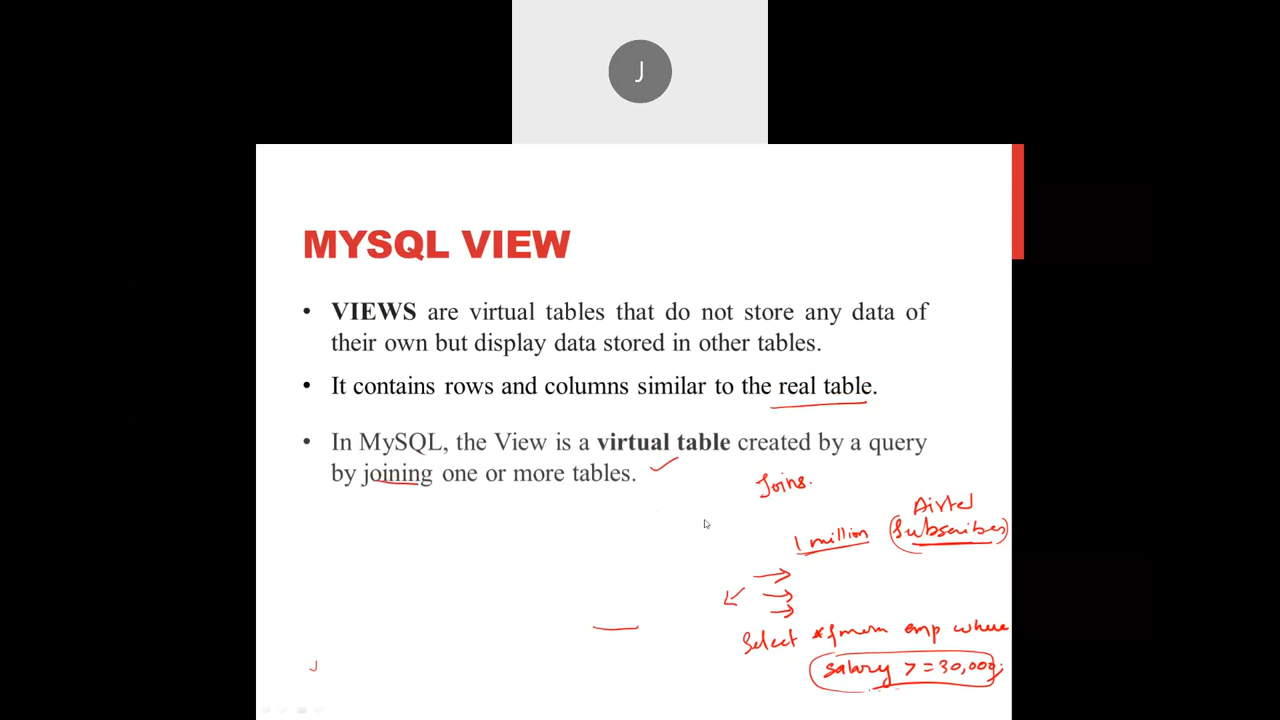 J
MYSQL VIEW
• VIEWS are virtual tables that do not store any data of
their own but display data stored in other tables.
• It contains rows and columns similar to the real table.
• In MySQL, the View is a virtual table created by a query
by joining one or more tables.
Joins.
Airtel
1 million (Subscribers)
Select * from emp where
salary >= 30,000;